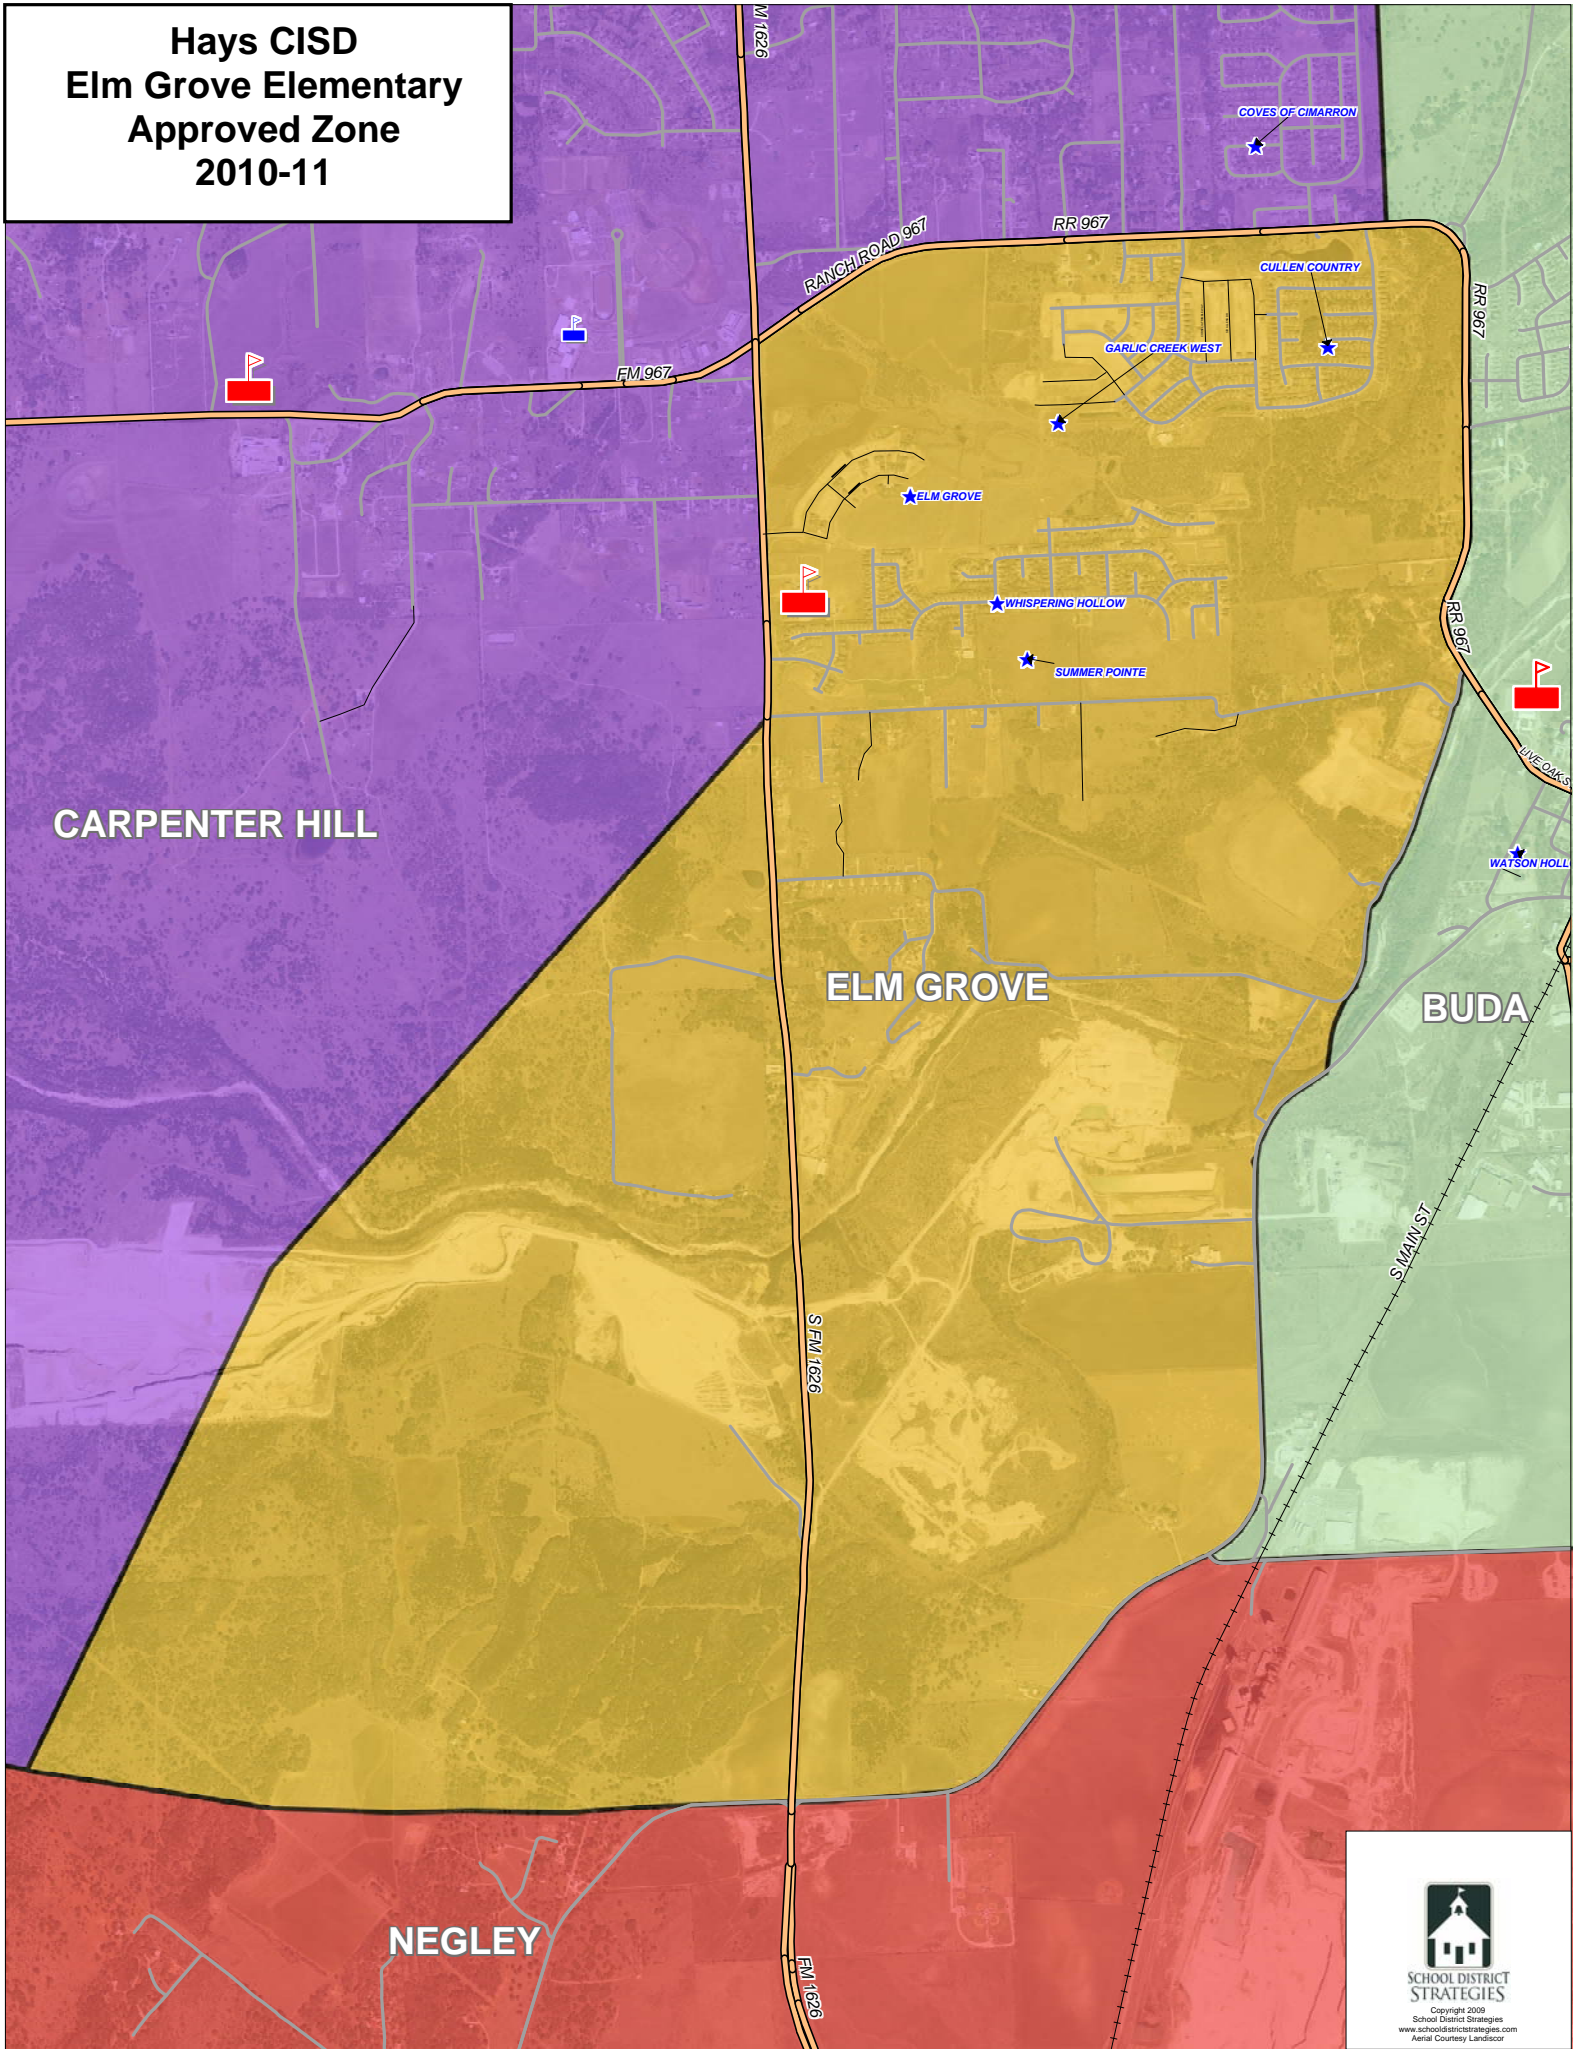 Hays CISD
Elm Grove Elementary
Approved Zone
2010-11
M 1626
COVES OF CIMARRON
RANCH ROAD 967
RR 967
CULLEN COUNTRY
RR 967
GARLIC CREEK WEST
FM 967
ELM GROVE
WHISPERING HOLLOW
RR 967
SUMMER POINTE
LIVE OAK S
CARPENTER HILL
WATSON HOLL
ELM GROVE
BUDA
S MAIN ST
S FM 1626
NEGLEY
FM 1626
SCHOOL DISTRICT
STRATEGIES
Copyright 2009
School District Strategies
www.schooldistrictstrategies.com
Aerial Courtesy Landiscor